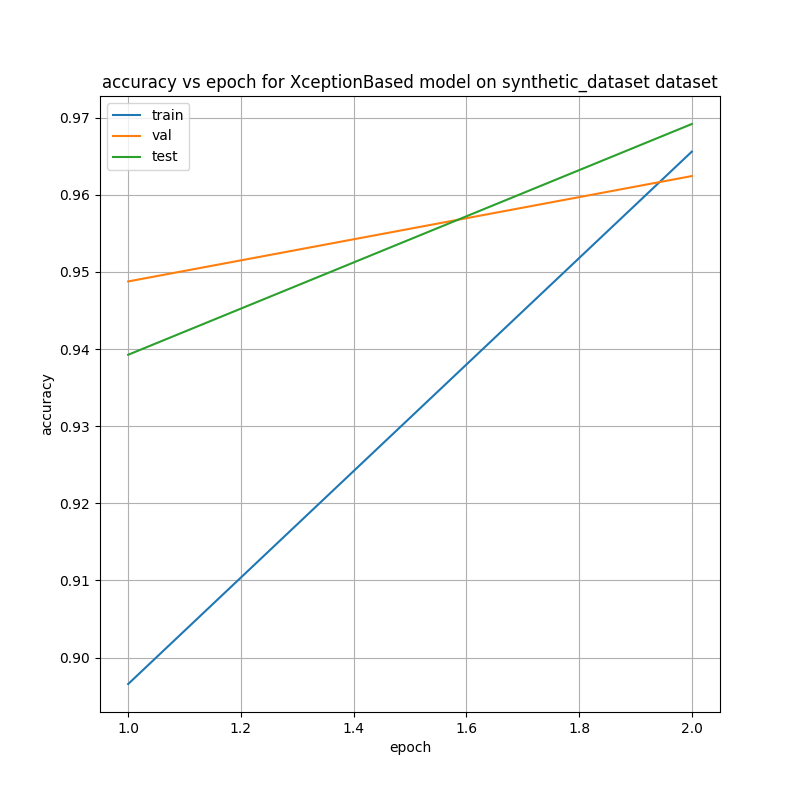 accuracy vs epoch for XceptionBased model on synthetic_dataset dataset
train
val
test
0.97
0.96
0.95
0.94
0.93
0.92
0.91
0.90
accuracy
1.0 1.2 1.4 1.6 1.8 2.0
epoch